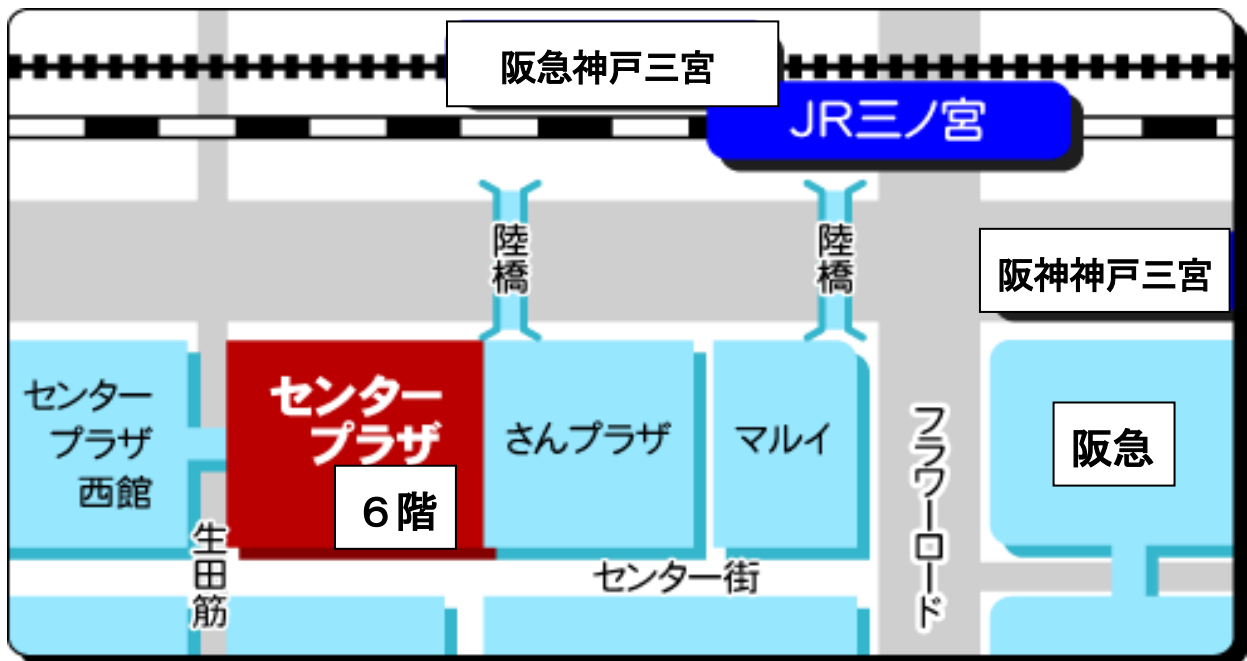 阪急神戸三宮
JR三ノ宮
陸橋
陸橋
阪神神戸三宮
センター
プラザ
西館
センター
プラザ
6階
さんプラザ
マルイ
フラワーロード
阪急
生田筋
センター街